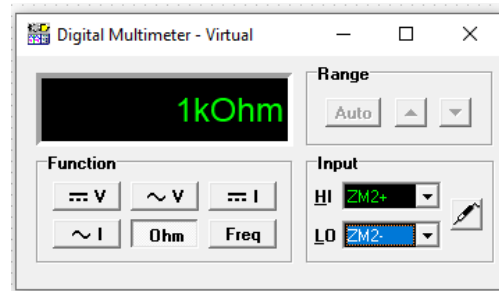 Digital Multimeter - Virtual
1kOhm
Range
Auto
Function
V
V
I
I
Ohm
Freq
Input
HI ZM2+
LO ZM2-